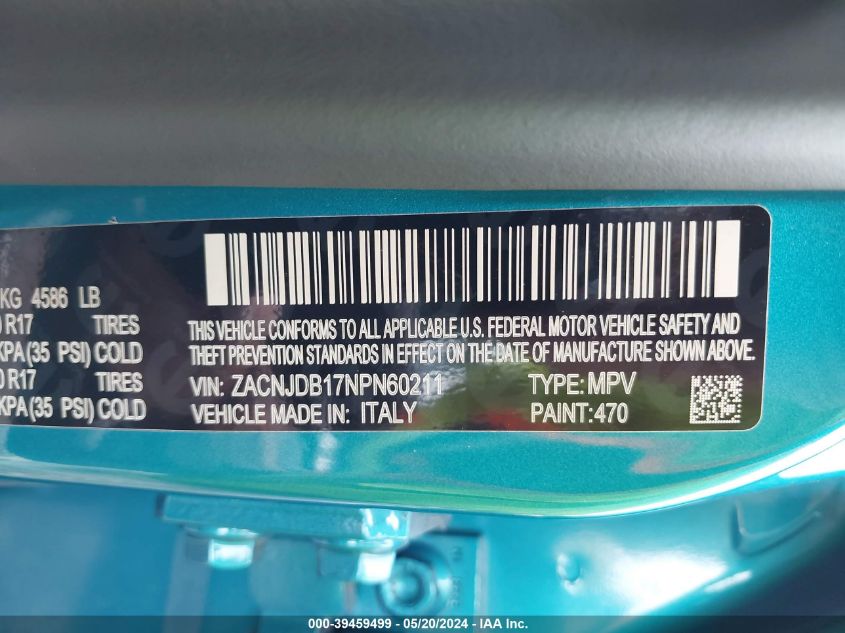 KG 4586 LB
0 R17 TIRES
KPA (35 PSI) COLD
0 R17 TIRES
KPA (35 PSI) COLD
THIS VEHICLE CONFORMS TO ALL APPLICABLE U.S. FEDERAL MOTOR VEHICLE SAFETY AND
THEFT PREVENTION STANDARDS IN EFFECT ON THE DATE OF MANUFACTURE SHOWN ABOVE.
VIN: ZACNJDB17NPN60211 TYPE: MPV
VEHICLE MADE IN: ITALY PAINT:470
000-39459499 - 05/20/2024 - © IAA Inc.